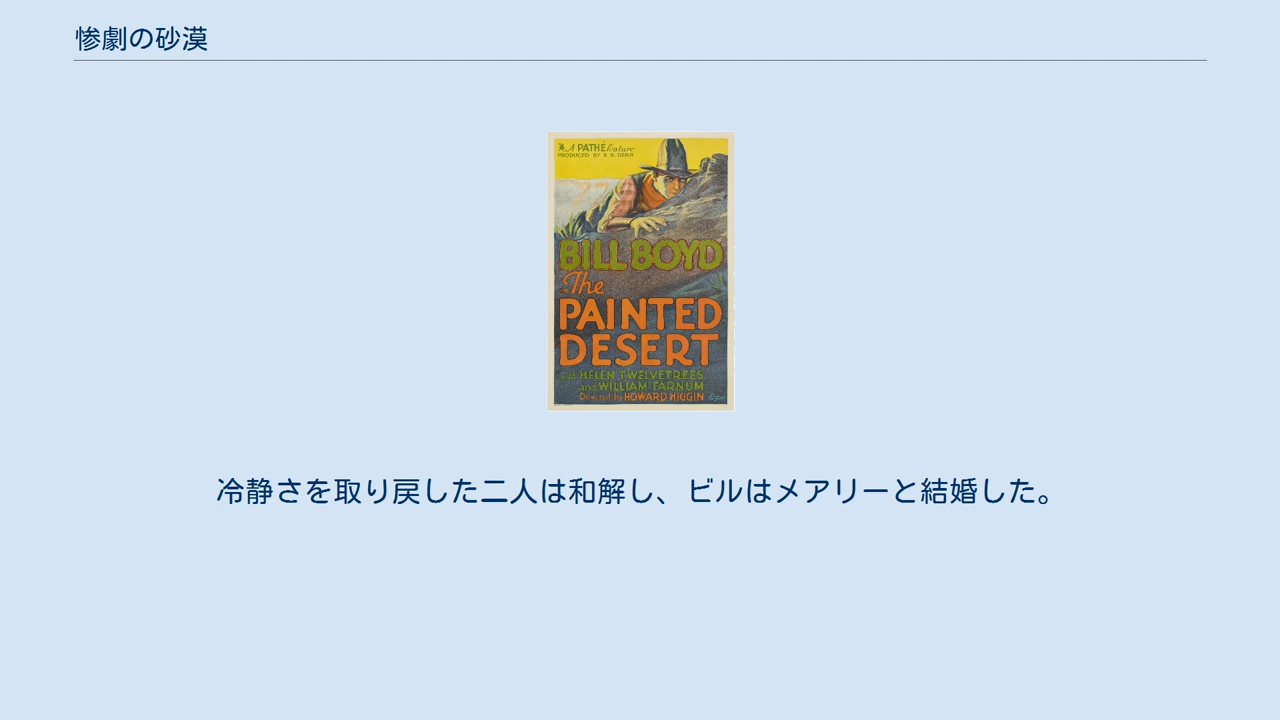 惨劇の砂漠
A PATHÉ feature
PRODUCED BY E. B. DERR
BILL BOYD
The
PAINTED
DESERT
with HELEN TWELVETREES
and WILLIAM FARNUM
Directed by HOWARD HIGGIN
冷静さを取り戻した二人は和解し、ビルはメアリーと結婚した。